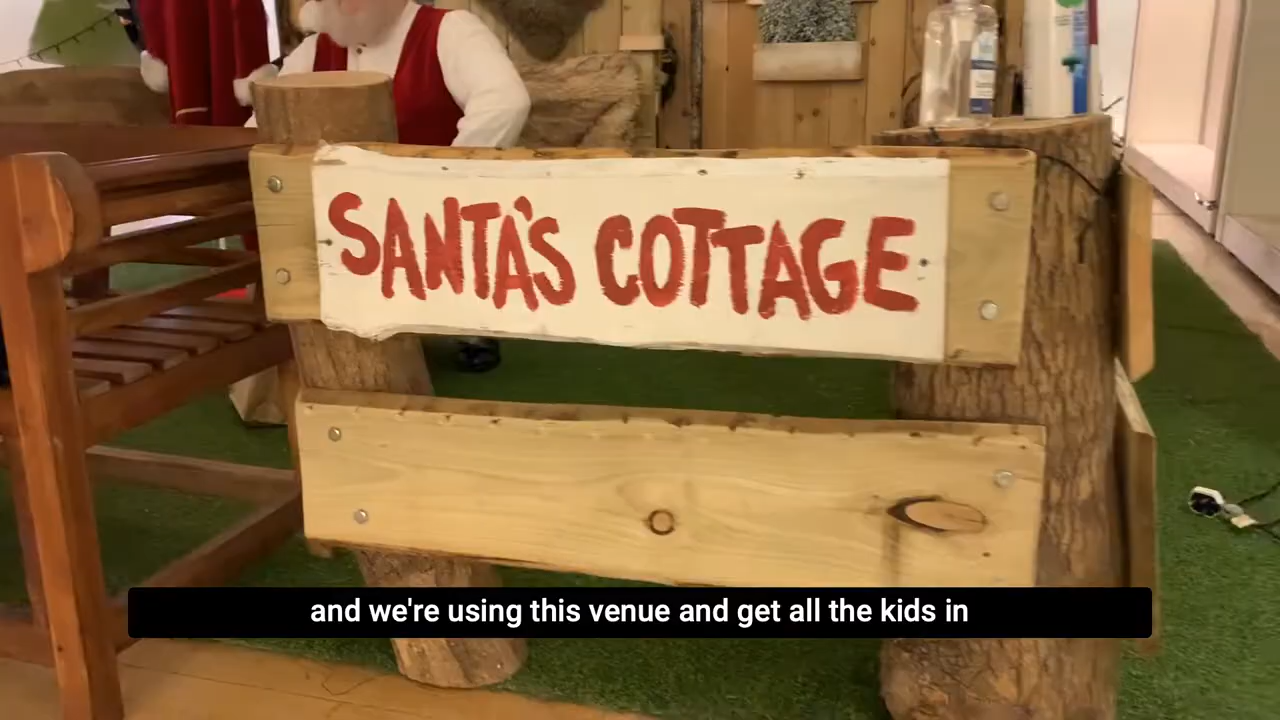 SANTA'S COTTAGE
and we're using this venue and get all the kids in